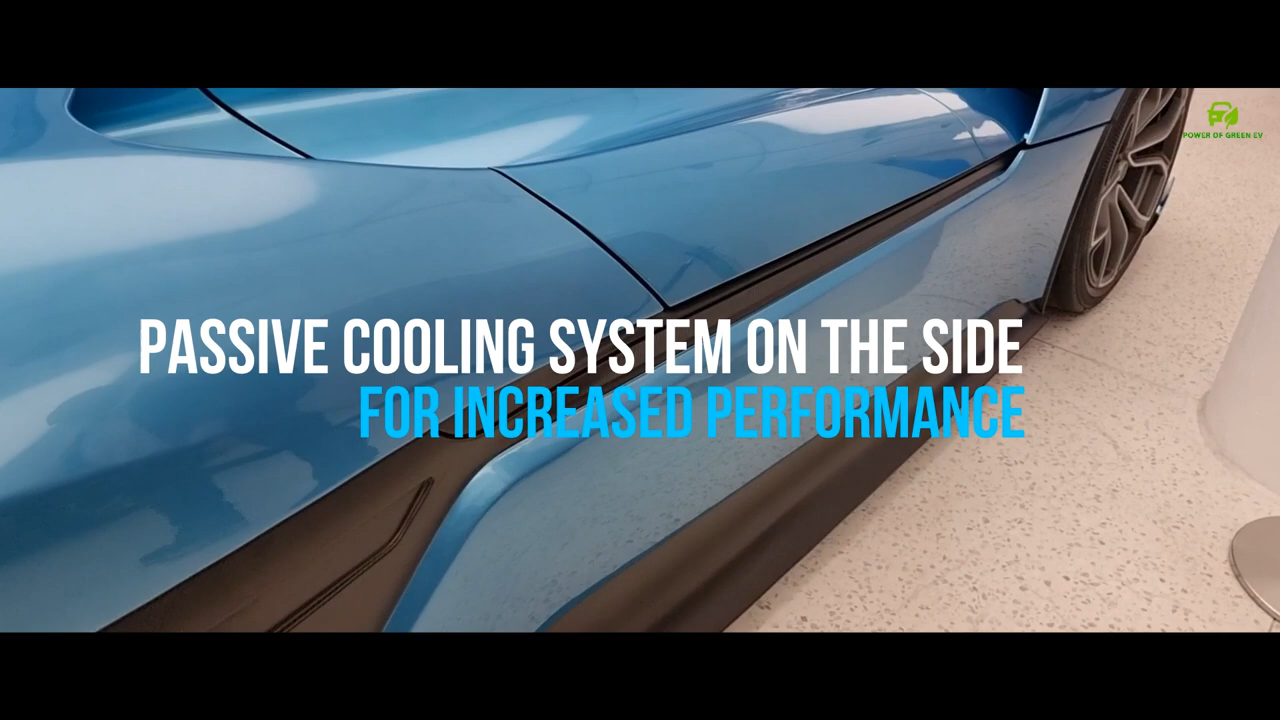 POWER OF GREEN EV
PASSIVE COOLING SYSTEM ON THE SIDE
FOR INCREASED PERFORMANCE